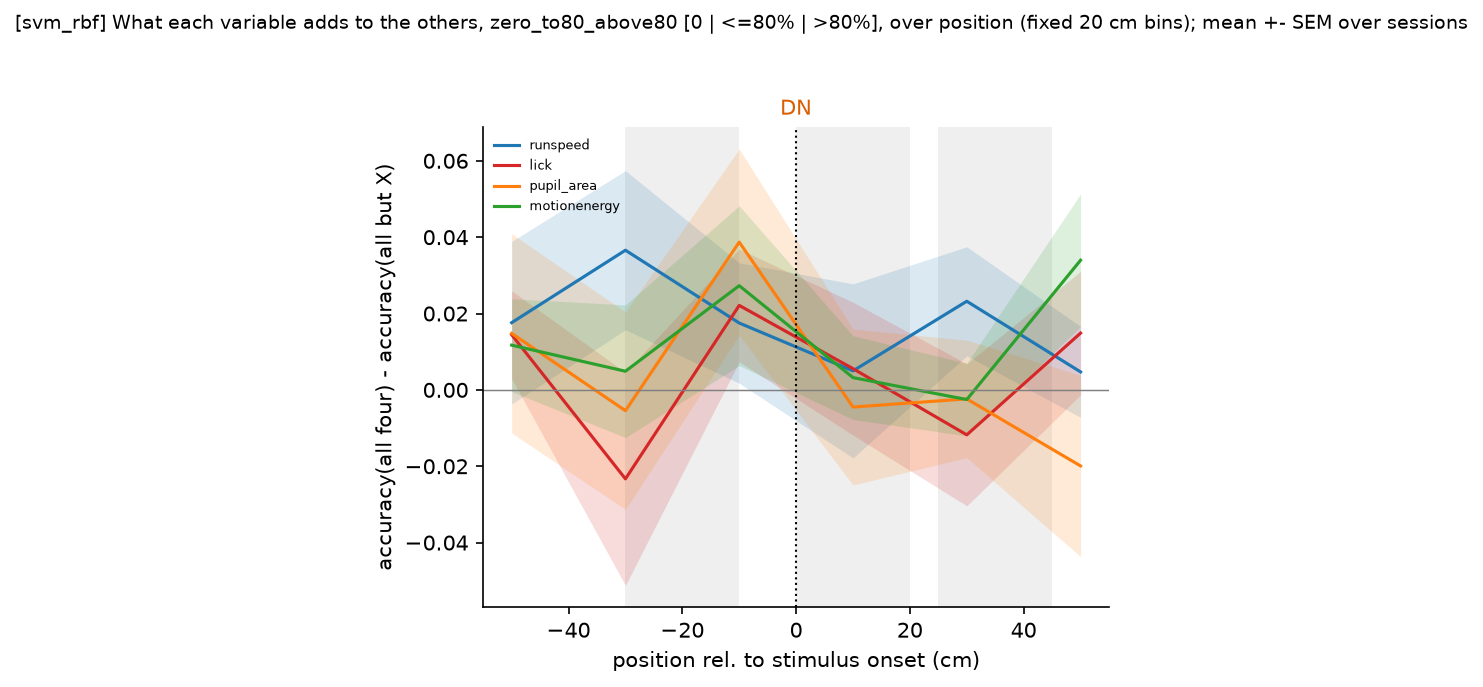 [svm_rbf] What each variable adds to the others, zero_to80_above80 [0 | <=80% | >80%], over position (fixed 20 cm bins); mean +- SEM over sessions
DN
runspeed
lick
pupil_area
motionenergy
accuracy(all four) - accuracy(all but X)
0.06
0.04
0.02
0.00
−0.02
−0.04
−40
−20
0
20
40
position rel. to stimulus onset (cm)